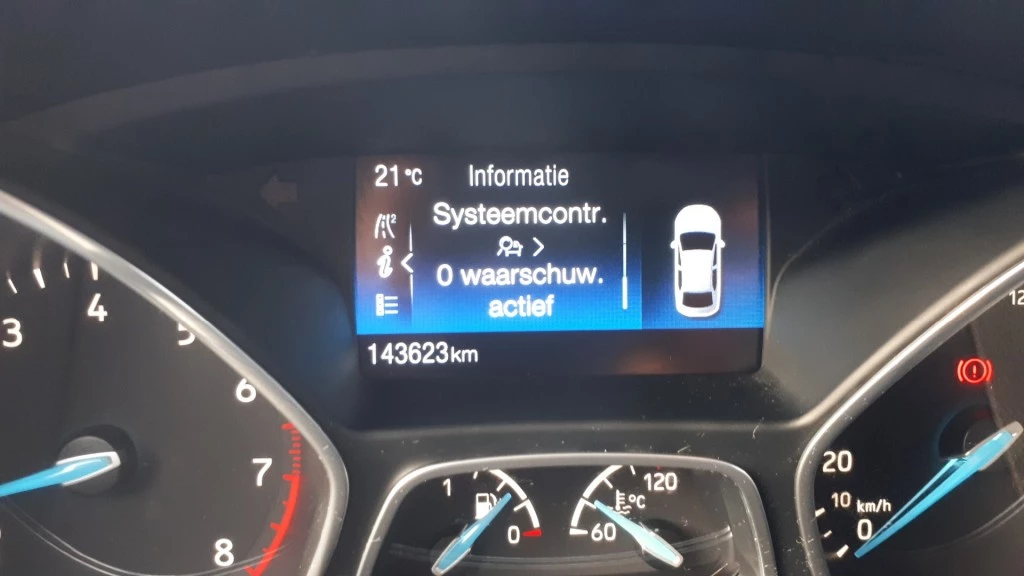 21°C Informatie
Systeemcontr.
0 waarschuw.
actief
143623km
3
4
5
6
7
8
1
0
60
120
°C
20
10
km/h
0